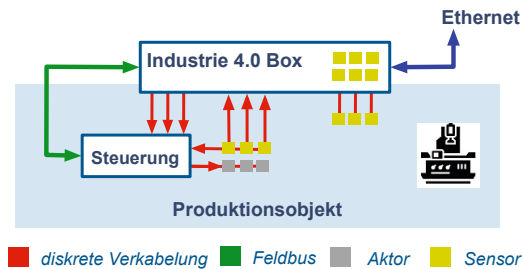 Ethernet
Industrie 4.0 Box
Steuerung
Produktionsobjekt
diskrete Verkabelung
Feldbus
Aktor
Sensor